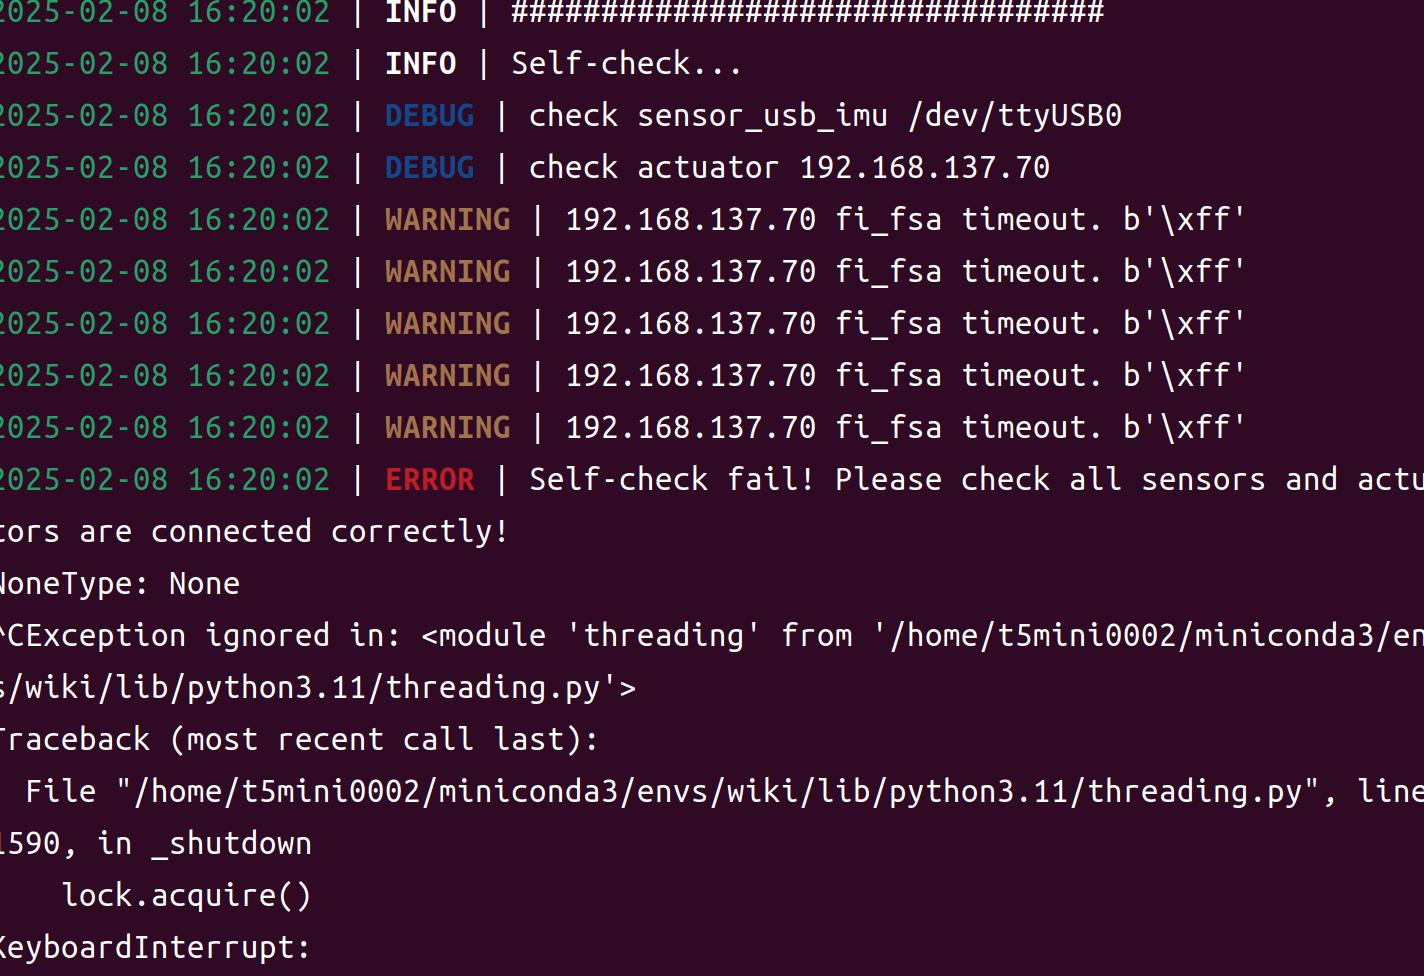 2025-02-08 16:20:02 | INFO | #################################
2025-02-08 16:20:02 | INFO | Self-check...
2025-02-08 16:20:02 | DEBUG | check sensor_usb_imu /dev/ttyUSB0
2025-02-08 16:20:02 | DEBUG | check actuator 192.168.137.70
2025-02-08 16:20:02 | WARNING | 192.168.137.70 fi_fsa timeout. b'\xff'
2025-02-08 16:20:02 | WARNING | 192.168.137.70 fi_fsa timeout. b'\xff'
2025-02-08 16:20:02 | WARNING | 192.168.137.70 fi_fsa timeout. b'\xff'
2025-02-08 16:20:02 | WARNING | 192.168.137.70 fi_fsa timeout. b'\xff'
2025-02-08 16:20:02 | WARNING | 192.168.137.70 fi_fsa timeout. b'\xff'
2025-02-08 16:20:02 | ERROR | Self-check fail! Please check all sensors and actu
tors are connected correctly!
NoneType: None
^CException ignored in: <module 'threading' from '/home/t5mini0002/miniconda3/en
s/wiki/lib/python3.11/threading.py'>
Traceback (most recent call last):
  File "/home/t5mini0002/miniconda3/envs/wiki/lib/python3.11/threading.py", line
1590, in _shutdown
    lock.acquire()
KeyboardInterrupt: